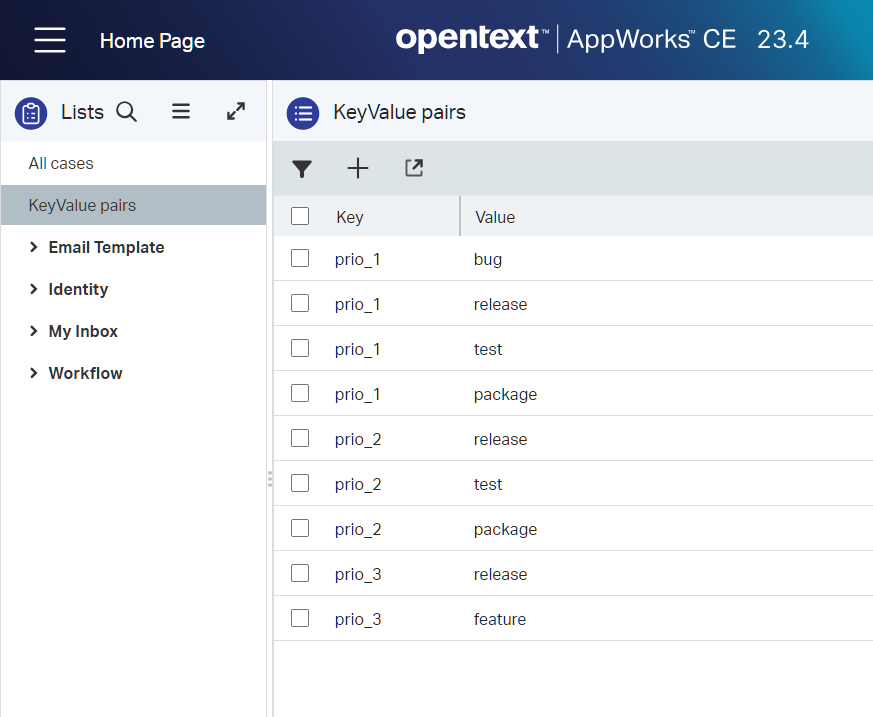 Home Page
opentext™ | AppWorks™ CE 23.4
Lists
All cases
KeyValue pairs
Email Template
Identity
My Inbox
Workflow
KeyValue pairs
Key Value
prio_1 bug
prio_1 release
prio_1 test
prio_1 package
prio_2 release
prio_2 test
prio_2 package
prio_3 release
prio_3 feature